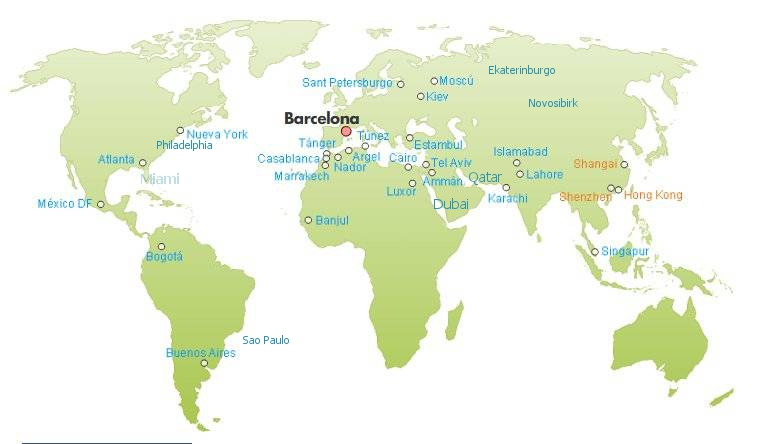 Ekaterinburgo
Sant Petersburgo
Moscú
Kiev
Novosibirk
Barcelona
Nueva York
Philadelphia
Túnez
Tánger
Estambul
Atlanta
Casablanca
Argel
Cairo
Tel Aviv
Islamabad
Shangai
Nador
Marrakech
Miami
Ammán
Qatar
Lahore
Luxor
Karachi
Shenzhen
Hong Kong
México DF
Dubai
Banjul
Bogotá
Singapur
Sao Paulo
Buenos Aires